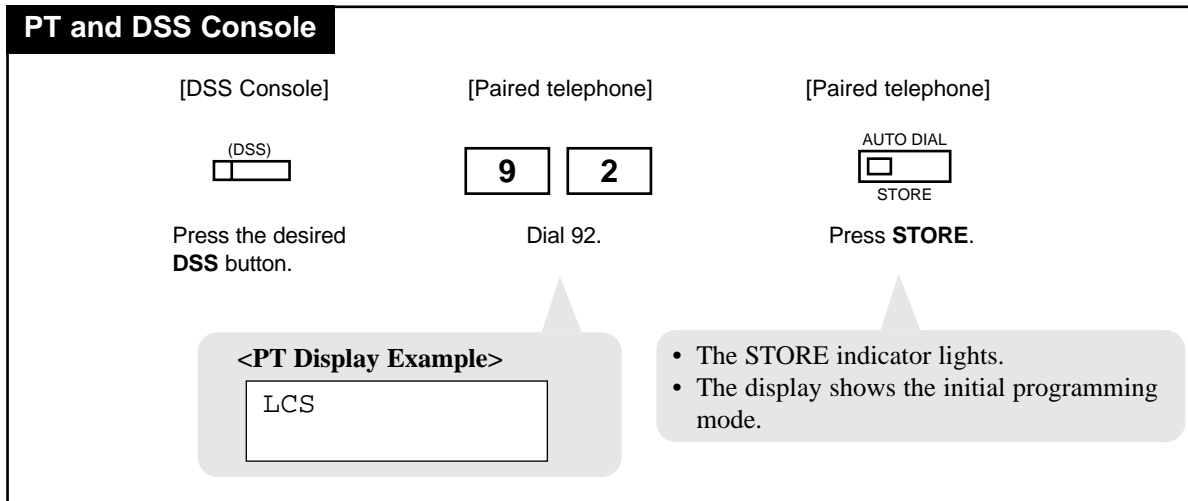 PT and DSS Console
[DSS Console]
[Paired telephone]
[Paired telephone]
(DSS)
9 2
AUTO DIAL
STORE
Press the desired
DSS button.
Dial 92.
Press STORE.
<PT Display Example>
LCS
• The STORE indicator lights.
• The display shows the initial programming
mode.